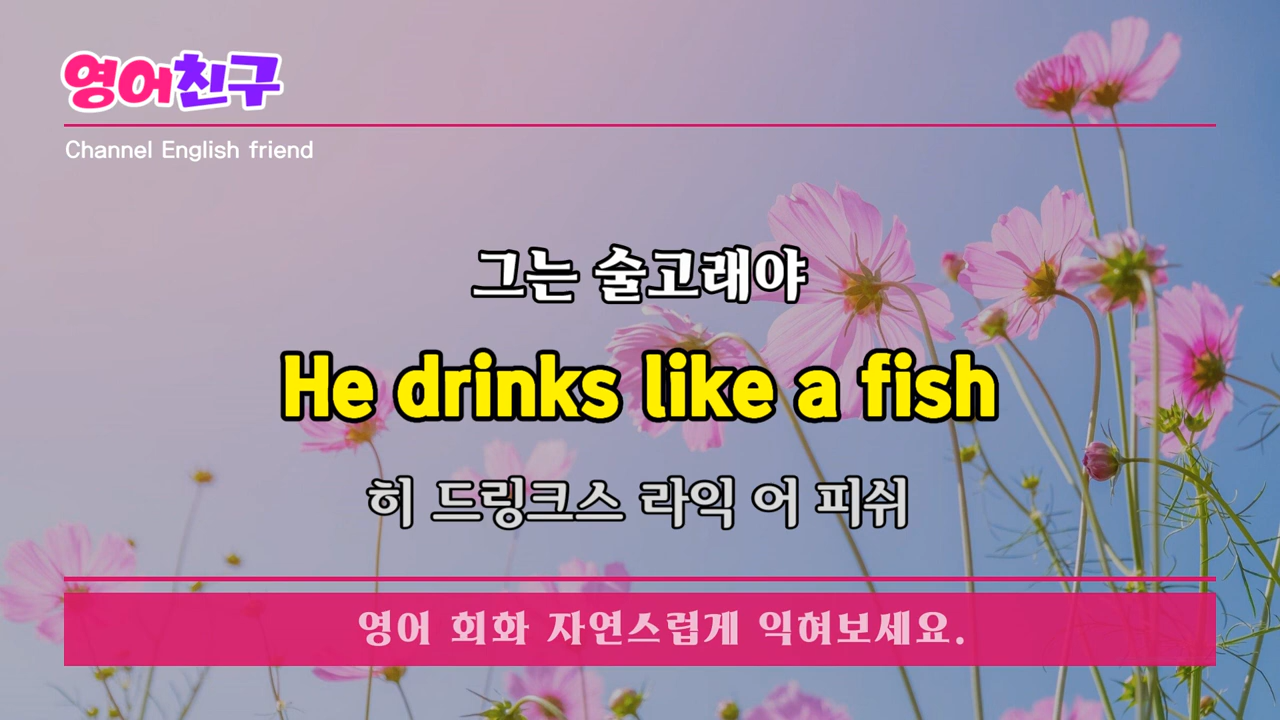 영어친구
Channel English friend
그는 술고래야
He drinks like a fish
히 드링크스 라익 어 피쉬
영어 회화 자연스럽게 익혀보세요.